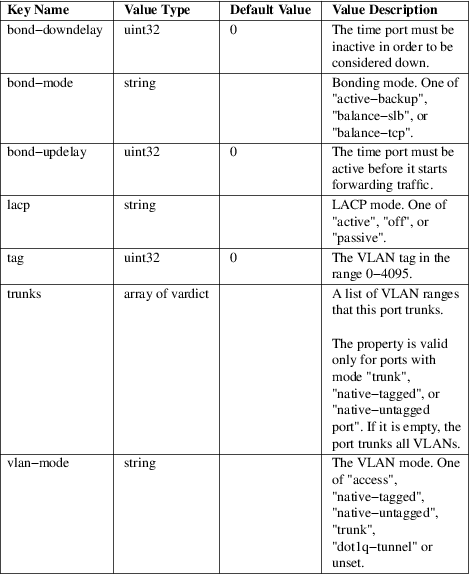 Key Name Value Type Default Value Value Description
bond−downdelay uint32 0 The time port must be
inactive in order to be
considered down.
bond−mode string Bonding mode. One of
"active−backup",
"balance−slb", or
"balance−tcp".
bond−updelay uint32 0 The time port must be
active before it starts
forwarding traffic.
lacp string LACP mode. One of
"active", "off", or
"passive".
tag uint32 0 The VLAN tag in the
range 0−4095.
trunks array of vardict A list of VLAN ranges
that this port trunks.
The property is valid
only for ports with
mode "trunk",
"native−tagged", or
"native−untagged
port". If it is empty, the
port trunks all VLANs.
vlan−mode string The VLAN mode. One
of "access",
"native−tagged",
"native−untagged",
"trunk",
"dot1q−tunnel" or
unset.